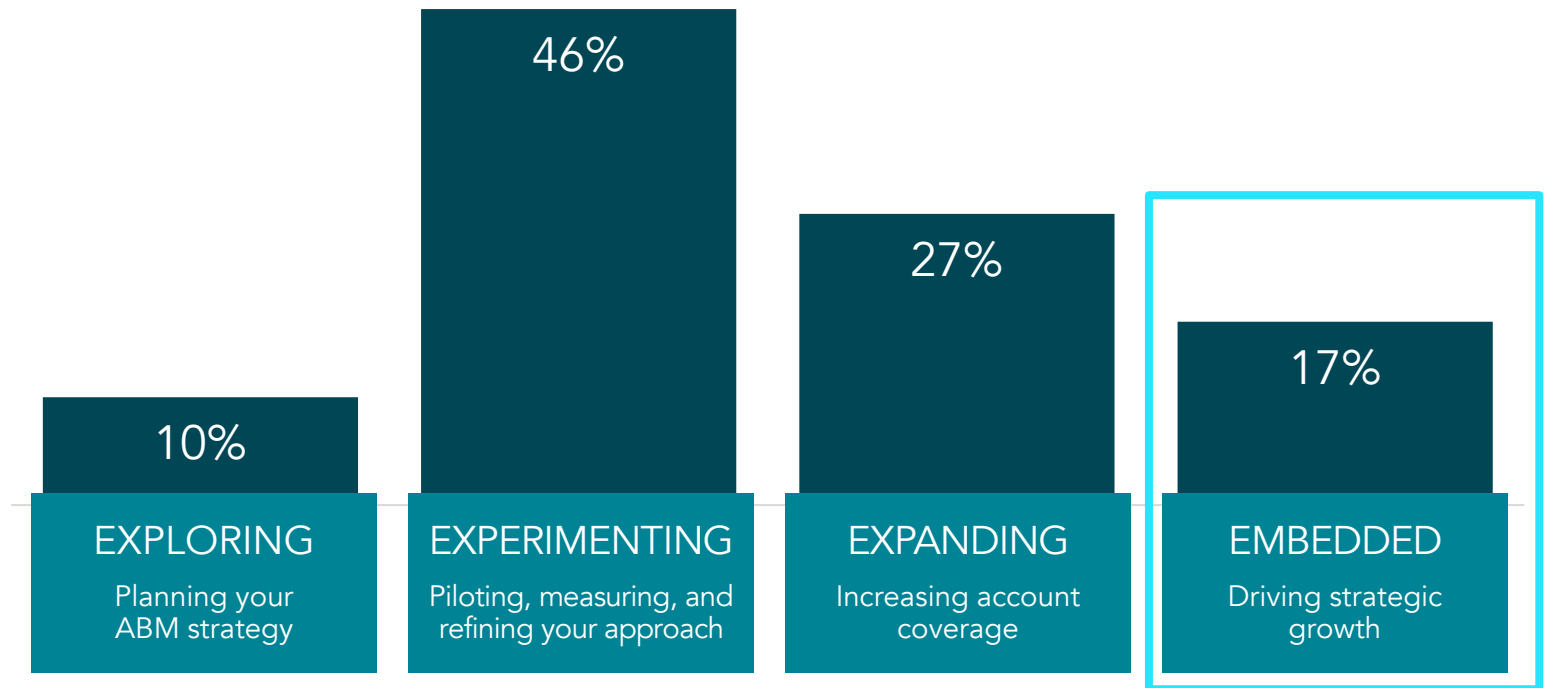 46%
27%
17%
10%
EXPLORING
Planning your
ABM strategy
EXPERIMENTING
Piloting, measuring, and
refining your approach
EXPANDING
Increasing account
coverage
EMBEDDED
Driving strategic
growth